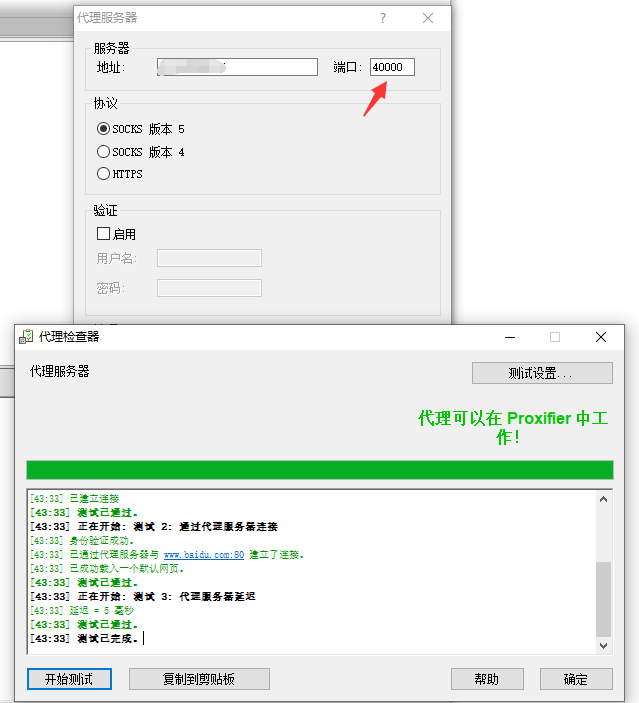 代理服务器
服务器
地址: 端口: 40000
协议
SOCKS 版本 5
SOCKS 版本 4
HTTPS
验证
启用
用户名:
密码:
代理检查器
代理服务器
测试设置...
代理可以在 Proxifier 中工
作!
[43:33] 已建立连接
[43:33] 测试已通过。
[43:33] 正在开始: 测试 2: 通过代理服务器连接
[43:33] 身份验证成功。
[43:33] 已通过代理服务器与 www.baidu.com:80 建立了连接。
[43:33] 已成功载入一个默认网页。
[43:33] 测试已通过。
[43:33] 正在开始: 测试 3: 代理服务器延迟
[43:33] 延迟 = 5 毫秒
[43:33] 测试已通过。
[43:33] 测试已完成。
开始测试
复制到剪贴板
帮助
确定